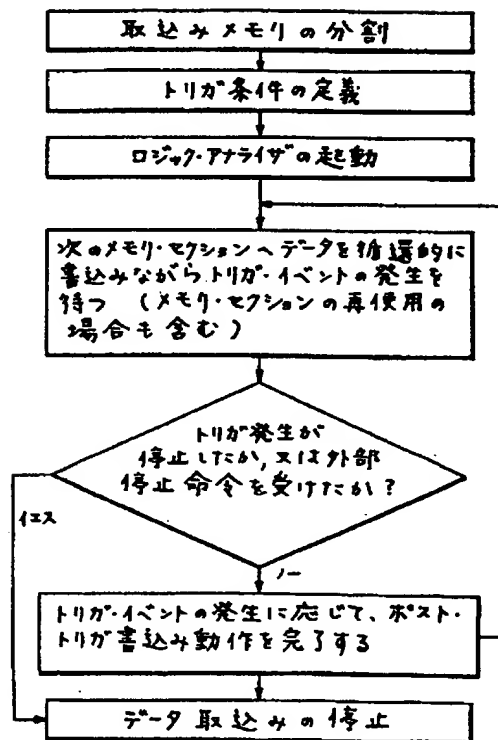 取込みメモリの分割
トリガ条件の定義
ロジック・アナライザの起動
次のメモリ・セクションへデータを循還的に
書込みながらトリガ・イベントの発生を
待つ (メモリ・セクションの再使用の
場合も含む)
トリガ発生が
停止したか,又は外部
停止命令を受けたか?
イエス
ノー
トリガ・イベントの発生に応じて、ポスト・
トリガ書込み動作を完了する
データ取込みの停止